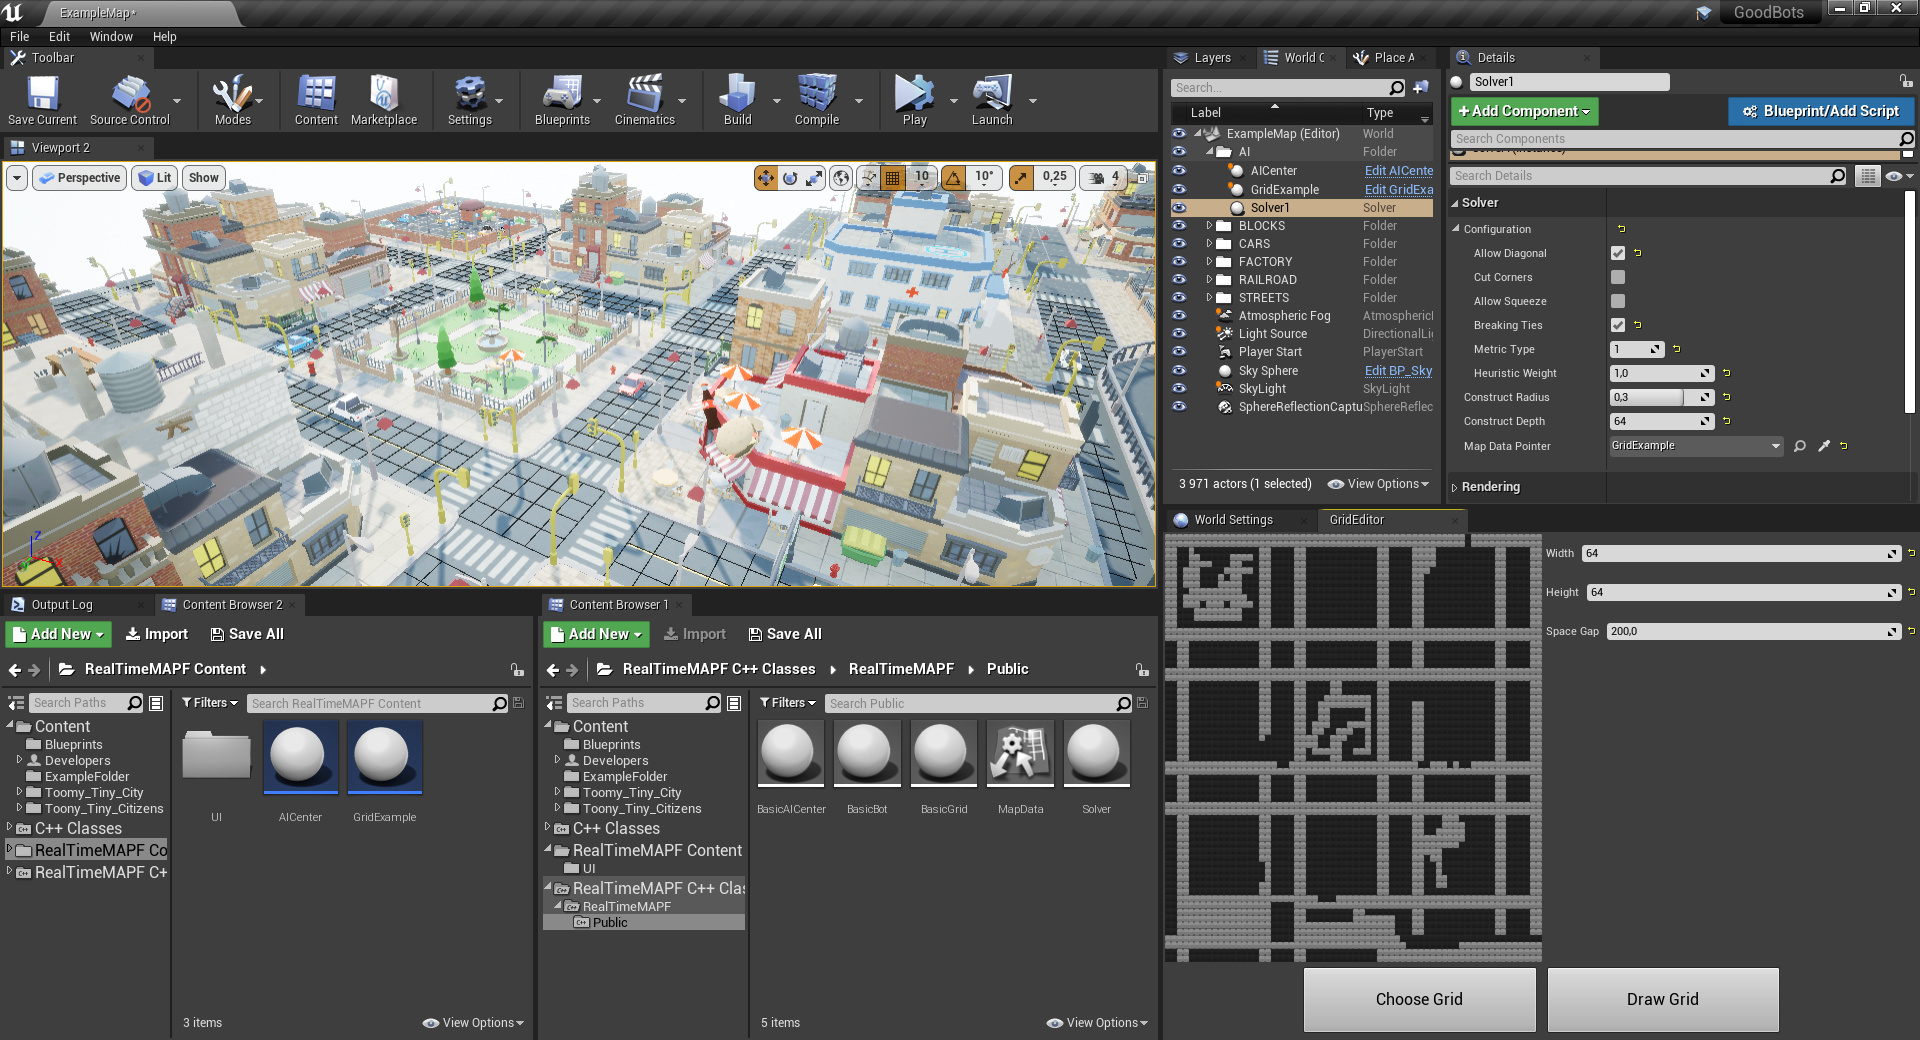 ExampleMap*
GoodBots
File Edit Window Help
Toolbar
Save Current
Source Control
Modes
Content
Marketplace
Settings
Blueprints
Cinematics
Build
Compile
Play
Launch
Viewport 2
Perspective
Lit
Show
10
10°
0,25
4
Layers
World C
Place A
Search...
Label Type
ExampleMap (Editor) World
AI Folder
AICenter Edit AICente
GridExample Edit GridExa
Solver1 Solver
BLOCKS Folder
CARS Folder
FACTORY Folder
RAILROAD Folder
STREETS Folder
Atmospheric Fog Atmospheric
Light Source DirectionalLi
Player Start PlayerStart
Sky Sphere Edit BP_Sky
SkyLight SkyLight
SphereReflectionCaptu SphereReflec
3 971 actors (1 selected)
View Options
Details
Solver1
+Add Component
Blueprint/Add Script
Search Components
Search Details
Solver
Configuration
Allow Diagonal
Cut Corners
Allow Squeeze
Breaking Ties
Metric Type 1
Heuristic Weight 1,0
Construct Radius 0,3
Construct Depth 64
Map Data Pointer GridExample
Rendering
World Settings
GridEditor
Width 64
Height 64
Space Gap 200,0
Choose Grid
Draw Grid
Output Log
Content Browser 2
Add New
Import
Save All
RealTimeMAPF Content
Search Paths
Filters
Search RealTimeMAPF Content
Content
Blueprints
Developers
ExampleFolder
Toomy_Tiny_City
Toony_Tiny_Citizens
C++ Classes
RealTimeMAPF Co
RealTimeMAPF C+
UI
AICenter
GridExample
3 items
View Options
Content Browser 1
Add New
Import
Save All
RealTimeMAPF C++ Classes
RealTimeMAPF
Public
Search Paths
Filters
Search Public
Content
Blueprints
Developers
ExampleFolder
Toomy_Tiny_City
Toony_Tiny_Citizens
C++ Classes
RealTimeMAPF Content
UI
RealTimeMAPF C++ Clas
RealTimeMAPF
Public
BasicAICenter
BasicBot
BasicGrid
MapData
Solver
5 items
View Options